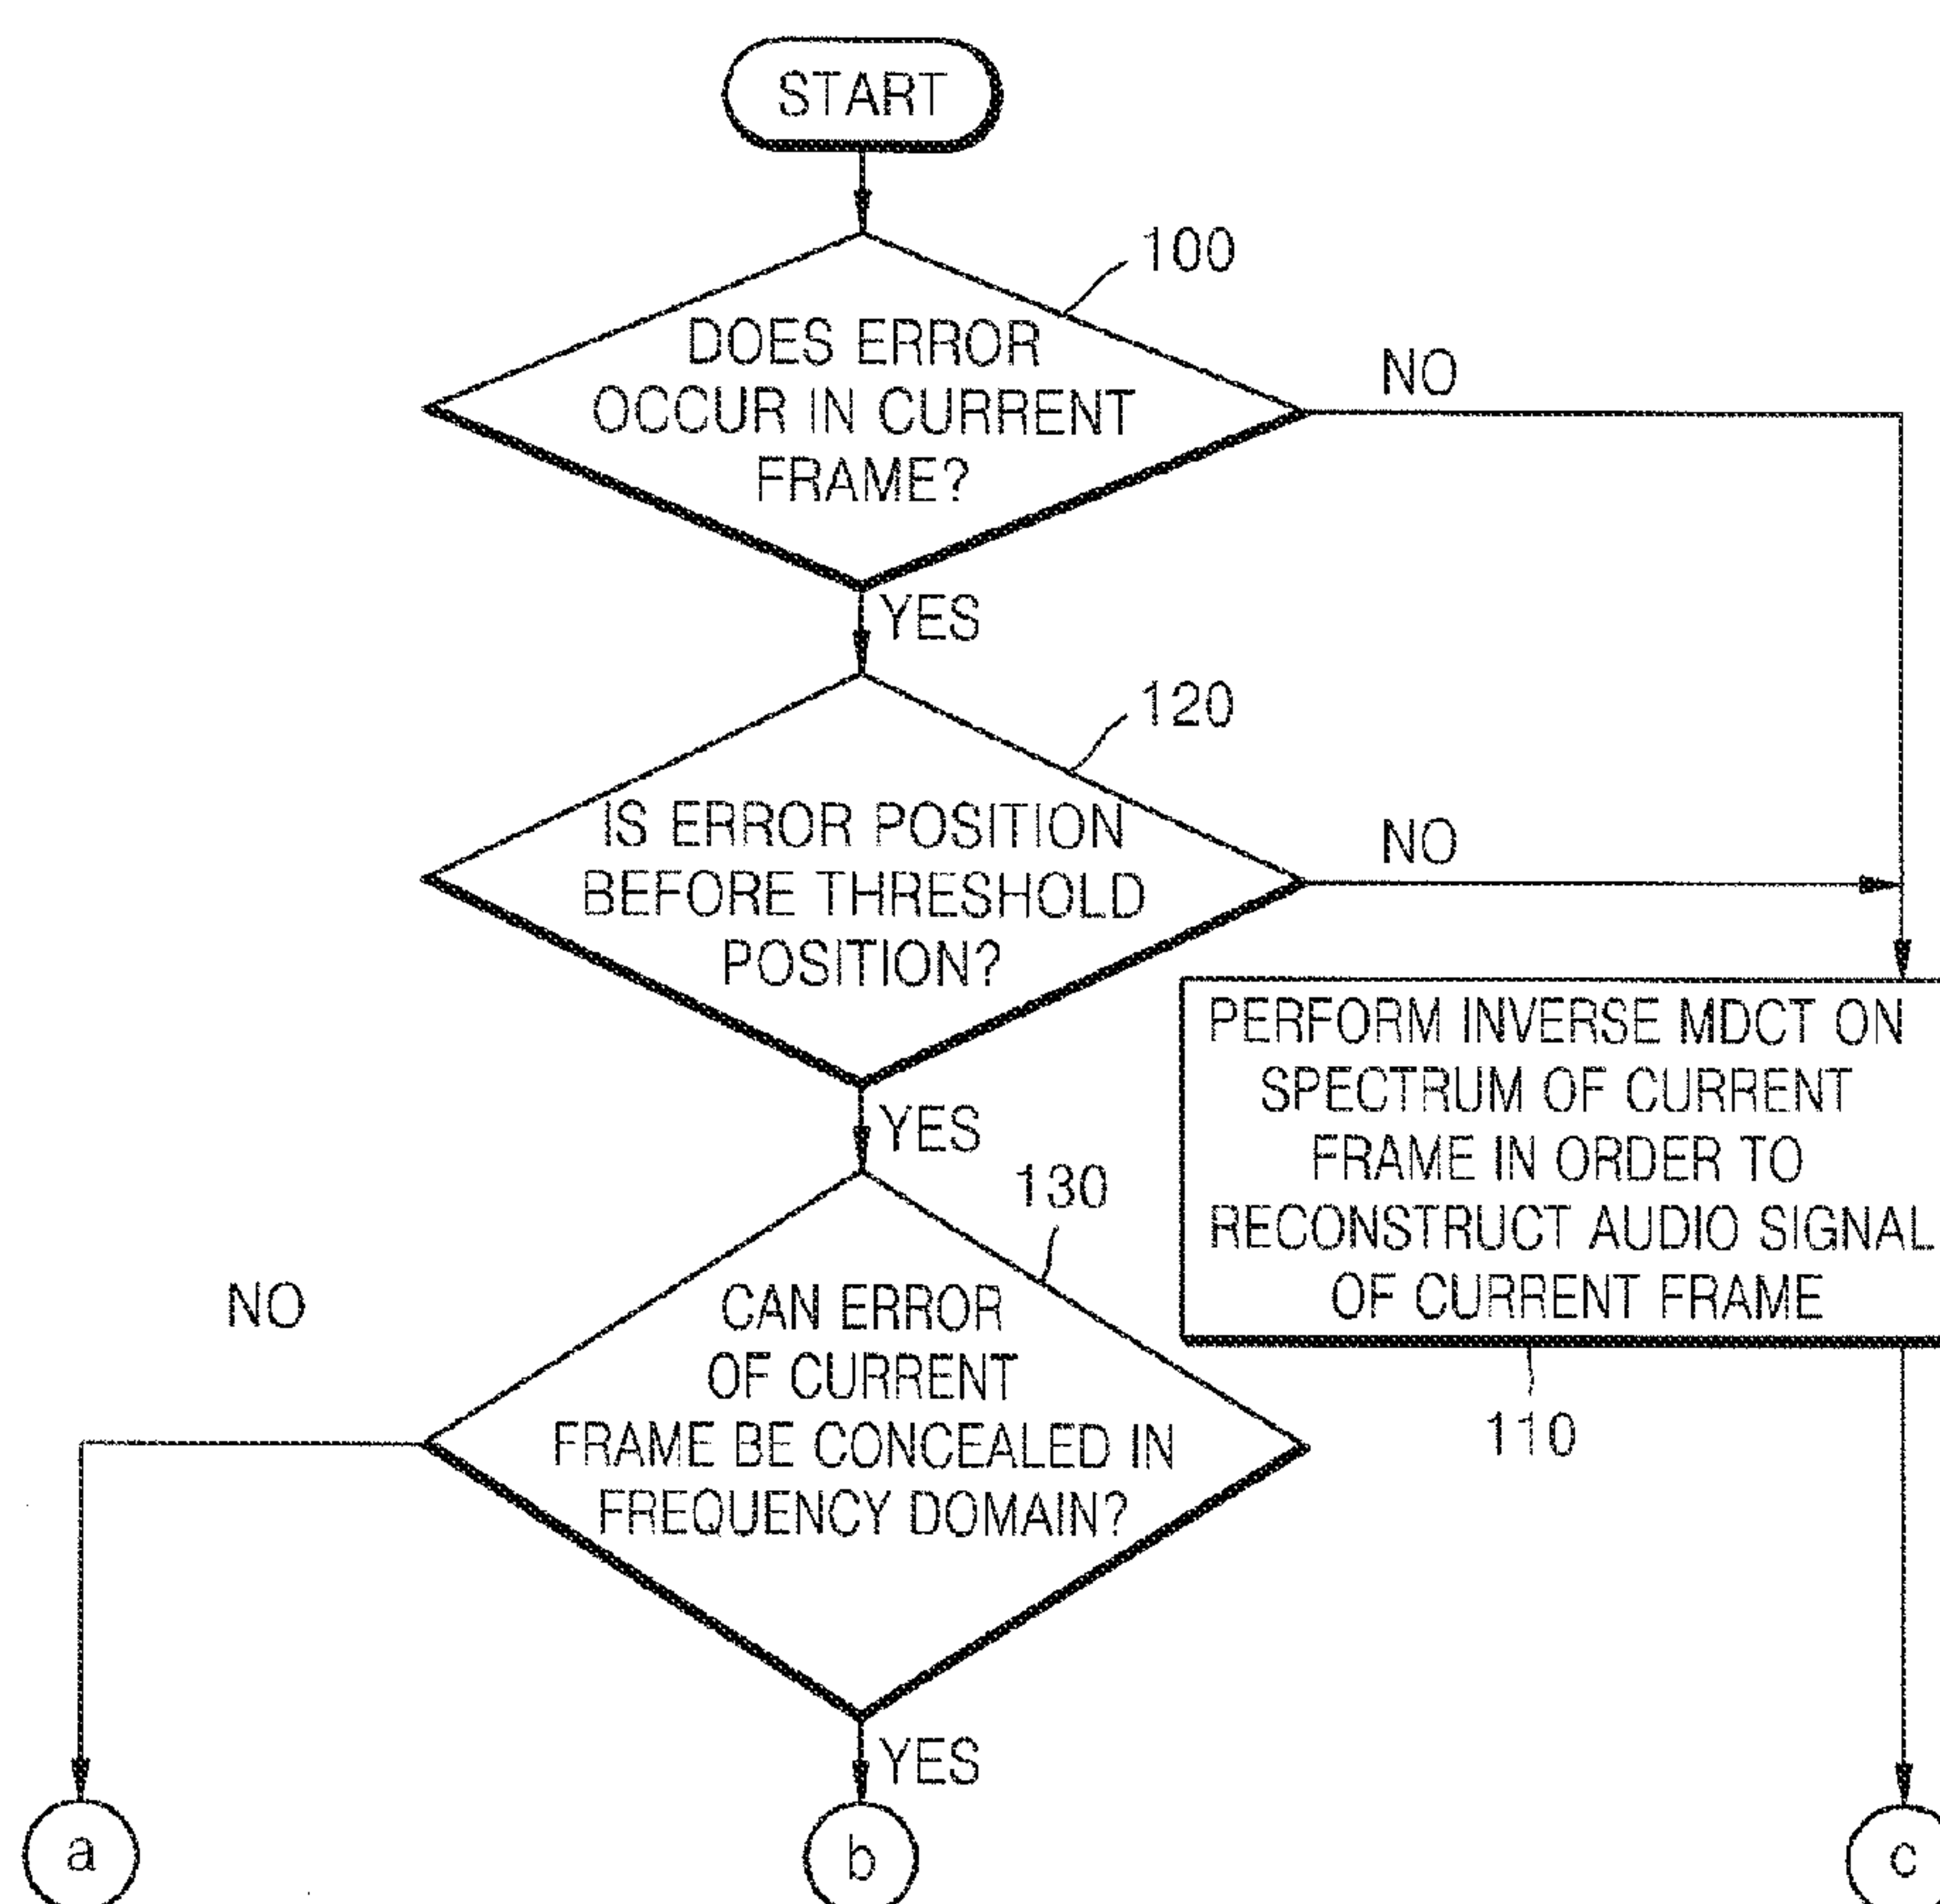 START
100
DOES ERROR
OCCUR IN CURRENT
FRAME?
NO
YES
120
IS ERROR POSITION
BEFORE THRESHOLD
POSITION?
NO
YES
PERFORM INVERSE MDCT ON
SPECTRUM OF CURRENT
FRAME IN ORDER TO
RECONSTRUCT AUDIO SIGNAL
OF CURRENT FRAME
110
130
CAN ERROR
OF CURRENT
FRAME BE CONCEALED IN
FREQUENCY DOMAIN?
NO
YES
a
b
c